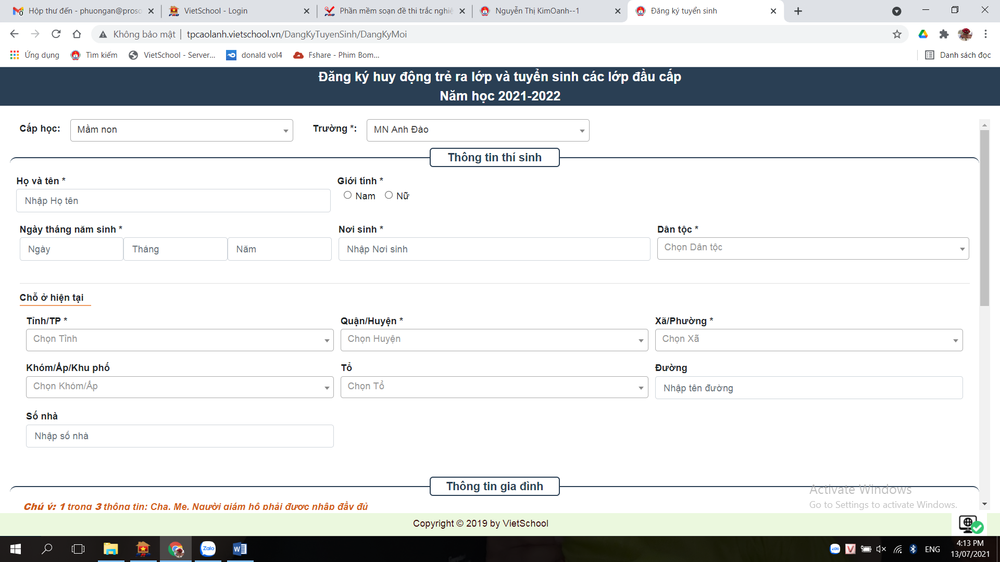 Hộp thư đến - phuongan@proso
VietSchool - Login
Phần mềm soạn đề thi trắc nghiệ
Nguyễn Thị KimOanh--1
Đăng ký tuyển sinh
Không bảo mật
tpcaolanh.vietschool.vn/DangKyTuyenSinh/DangKyMoi
Ứng dụng
Tìm kiếm
VietSchool - Server...
donald vol4
Fshare - Phim Bom...
Danh sách đọc
Đăng ký huy động trẻ ra lớp và tuyển sinh các lớp đầu cấp
Năm học 2021-2022
Cấp học: Mầm non Trường *: MN Anh Đào
Thông tin thí sinh
Họ và tên * Giới tính *
Nhập Họ tên Nam Nữ
Ngày tháng năm sinh * Nơi sinh * Dân tộc *
Ngày Tháng Năm Nhập Nơi sinh Chọn Dân tộc
Chỗ ở hiện tại
Tỉnh/TP * Quận/Huyện * Xã/Phường *
Chọn Tỉnh Chọn Huyện Chọn Xã
Khóm/Ấp/Khu phố Tổ Đường
Chọn Khóm/Ấp Chọn Tổ Nhập tên đường
Số nhà
Nhập số nhà
Thông tin gia đình
Chú ý: 1 trong 3 thông tin: Cha, Mẹ, Người giám hộ phải được nhập đầy đủ
Activate Windows
Go to Settings to activate Windows.
Copyright © 2019 by VietSchool
Zalo
ENG
4:13 PM
13/07/2021